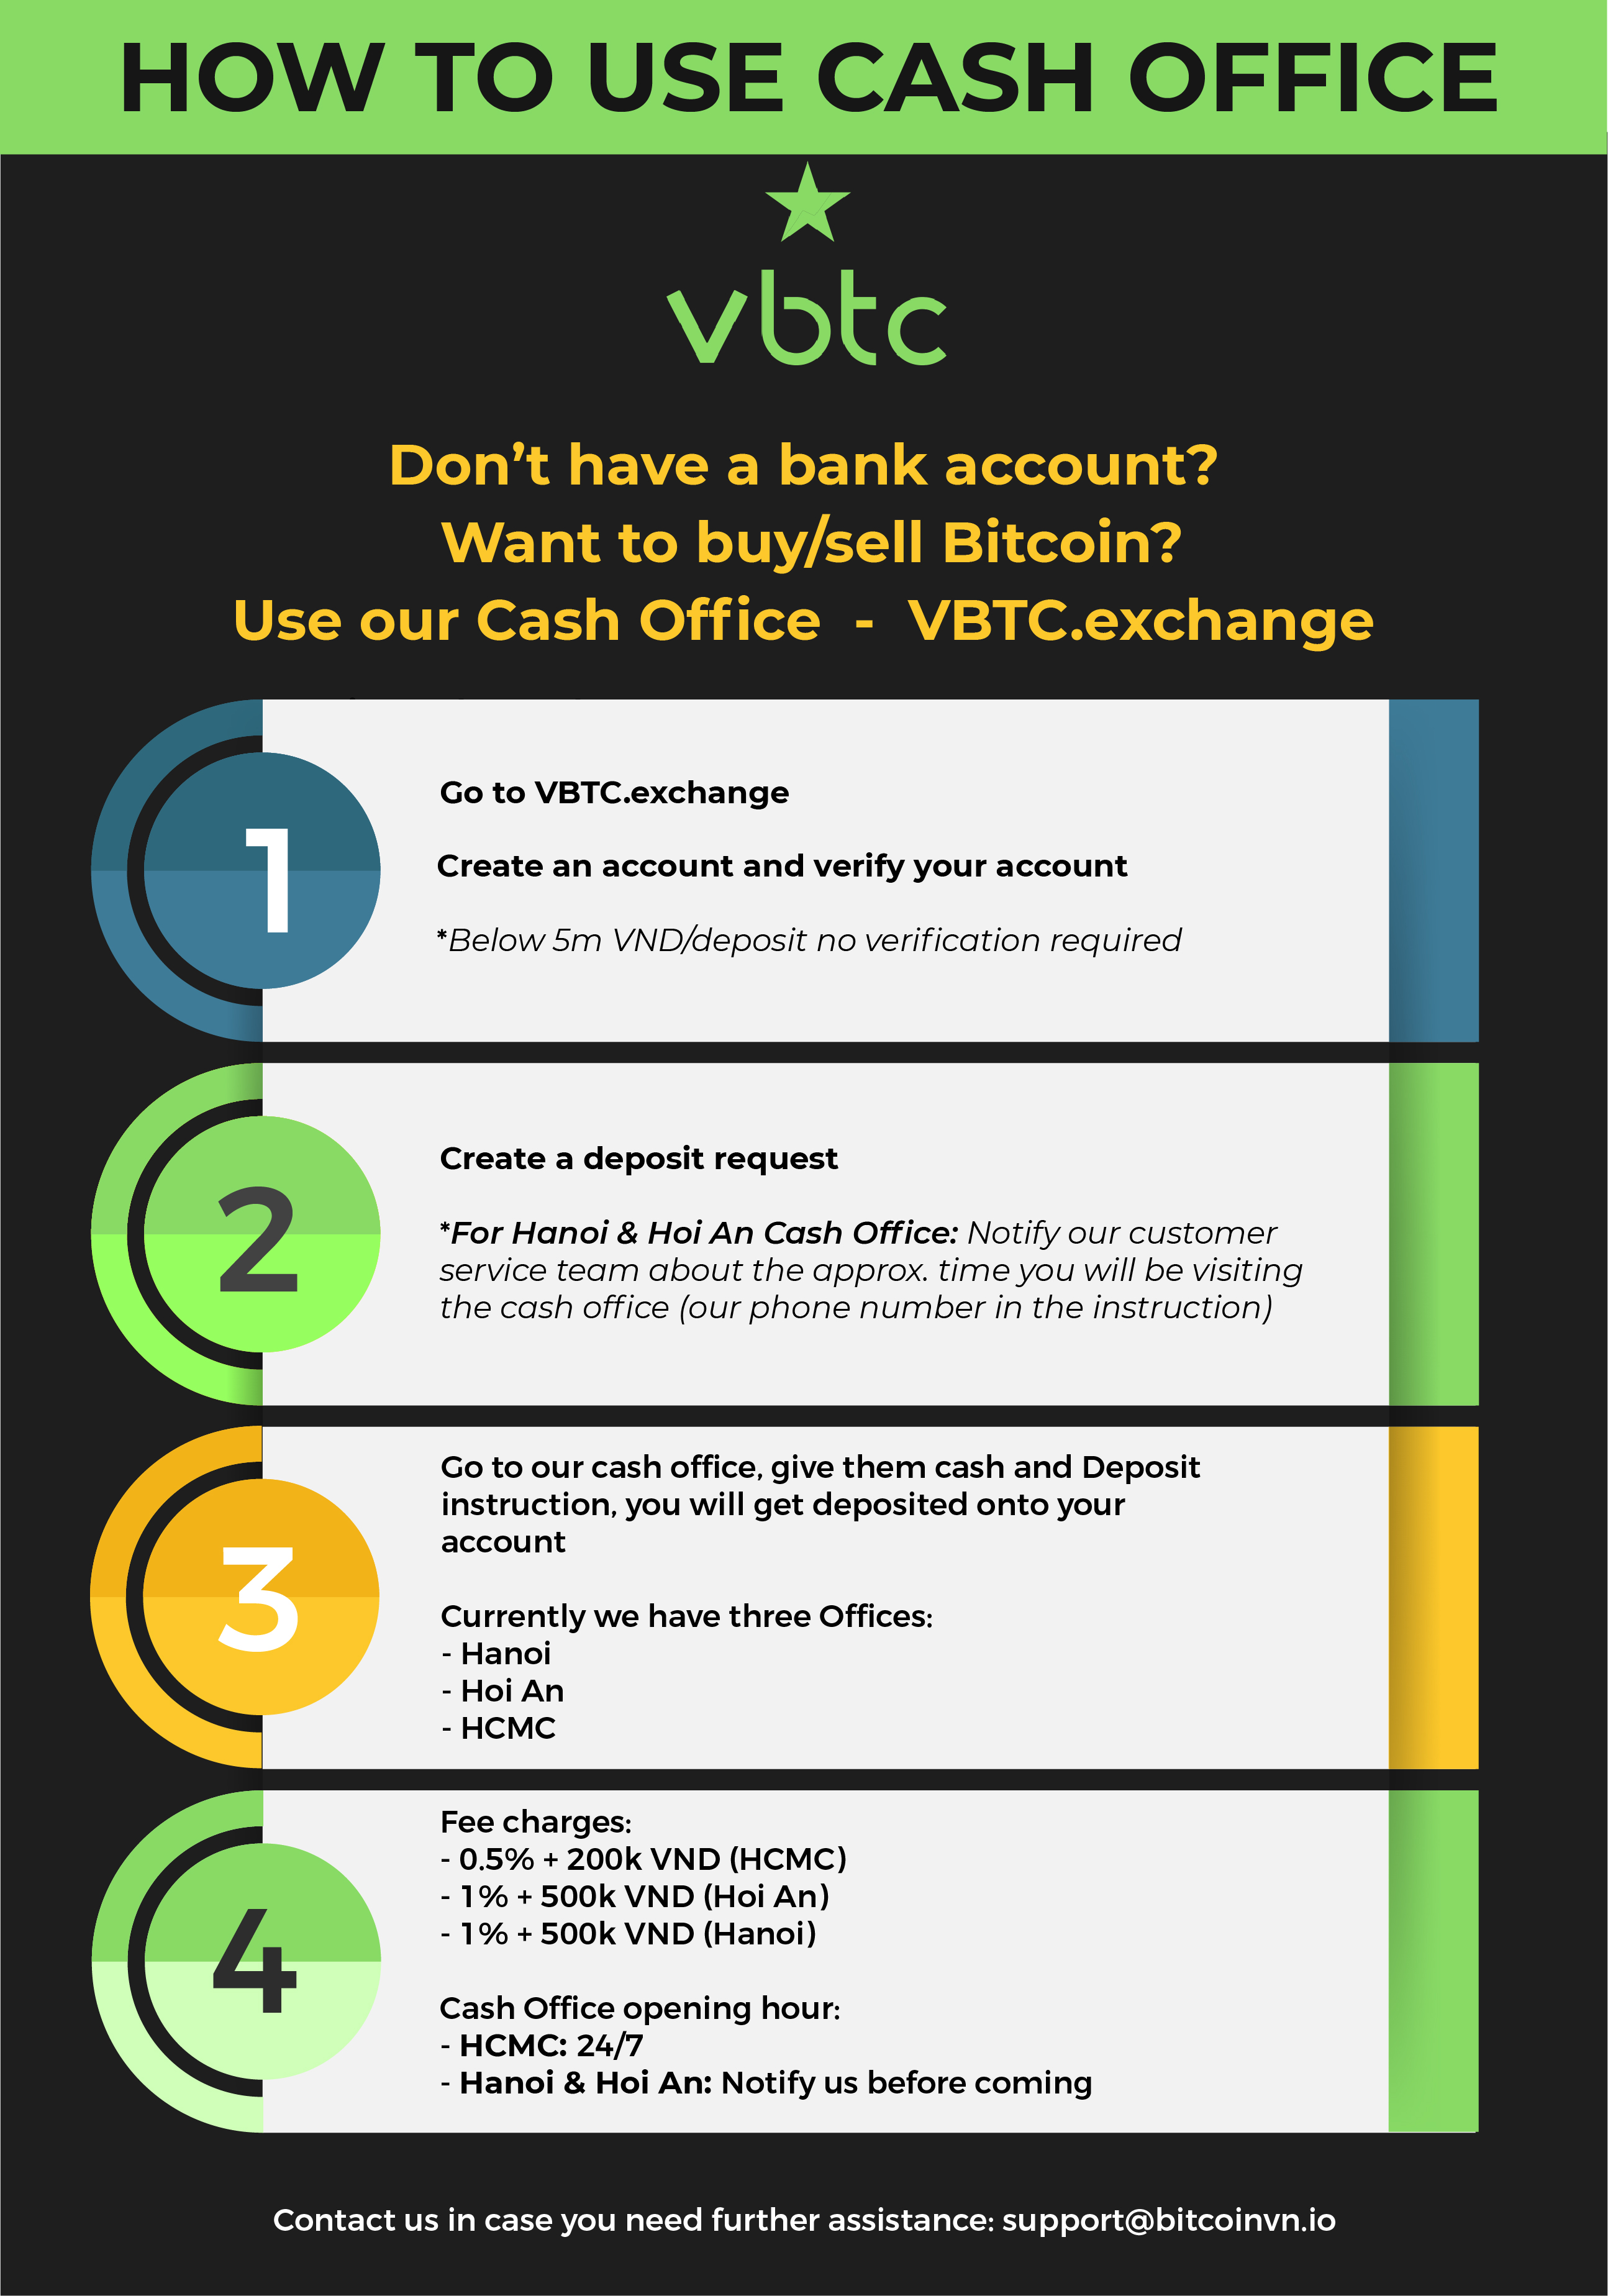 HOW TO USE CASH OFFICE
vbtc
Don’t have a bank account?
Want to buy/sell Bitcoin?
Use our Cash Office - VBTC.exchange
1
Go to VBTC.exchange
Create an account and verify your account
*Below 5m VND/deposit no verification required
2
Create a deposit request
*For Hanoi & Hoi An Cash Office: Notify our customer
service team about the approx. time you will be visiting
the cash office (our phone number in the instruction)
3
Go to our cash office, give them cash and Deposit
instruction, you will get deposited onto your
account
Currently we have three Offices:
- Hanoi
- Hoi An
- HCMC
4
Fee charges:
- 0.5% + 200k VND (HCMC)
- 1% + 500k VND (Hoi An)
- 1% + 500k VND (Hanoi)
Cash Office opening hour:
- HCMC: 24/7
- Hanoi & Hoi An: Notify us before coming
Contact us in case you need further assistance: support@bitcoinvn.io